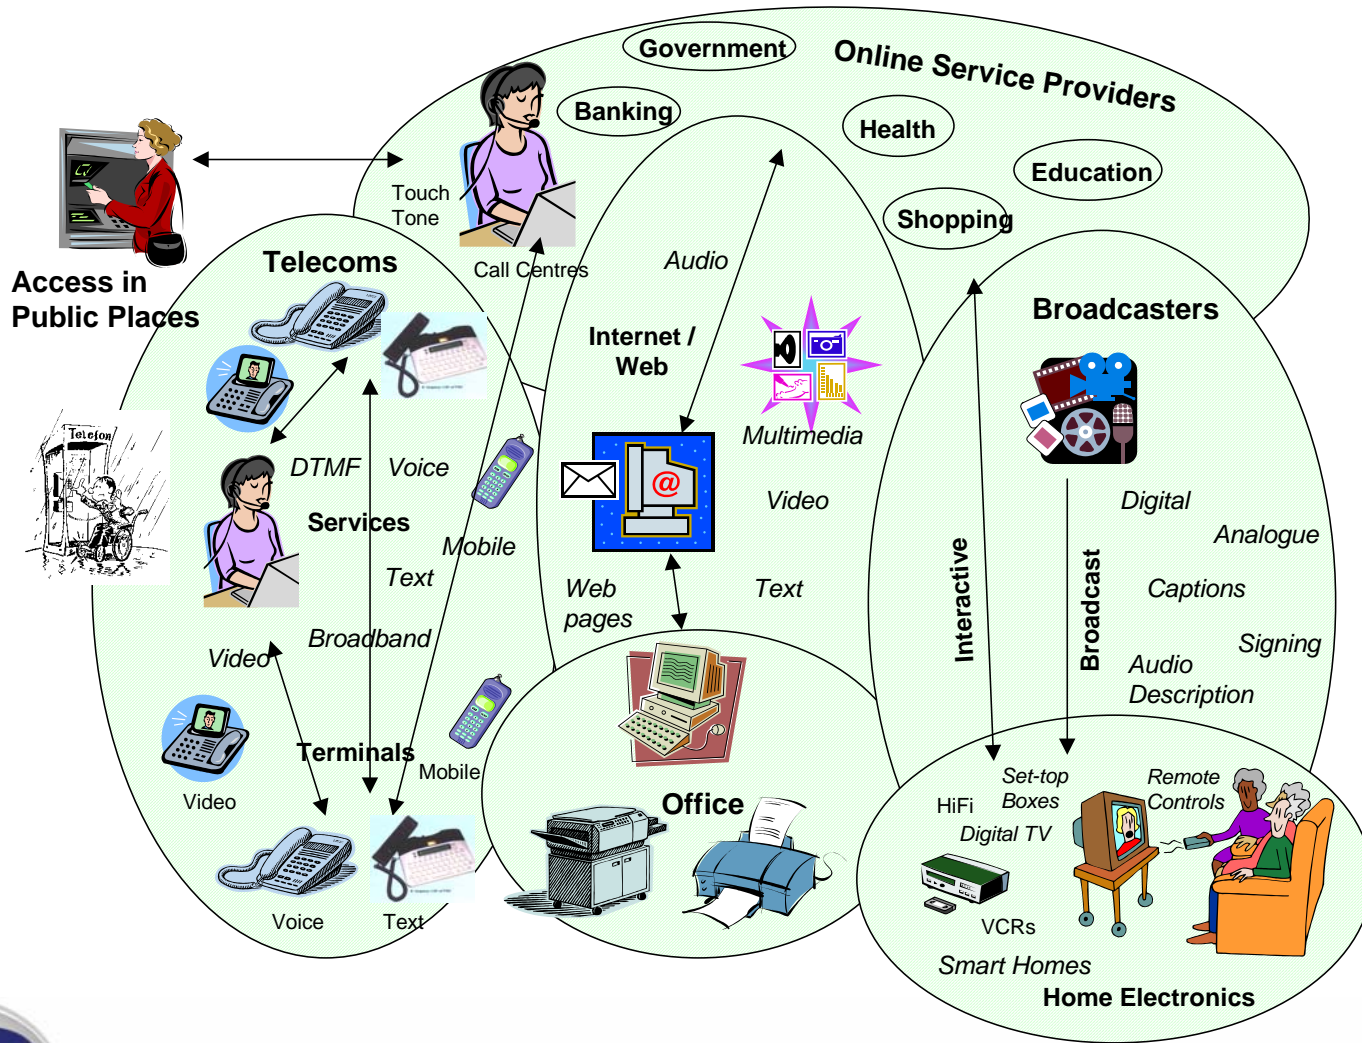 Government
Online Service Providers
Banking
Health
Education
Shopping
Touch
Tone
Call Centres
Access in
Public Places
Telecoms
Telefon
DTMF
Voice
Services
Mobile
Text
Broadband
Video
Terminals
Mobile
Video
Voice
Text
Audio
Internet /
Web
Multimedia
@
Video
Web
pages
Text
Office
Broadcasters
Interactive
Broadcast
Digital
Analogue
Captions
Signing
Audio
Description
Set-top
Boxes
Remote
Controls
HiFi
Digital TV
VCRs
Smart Homes
Home Electronics